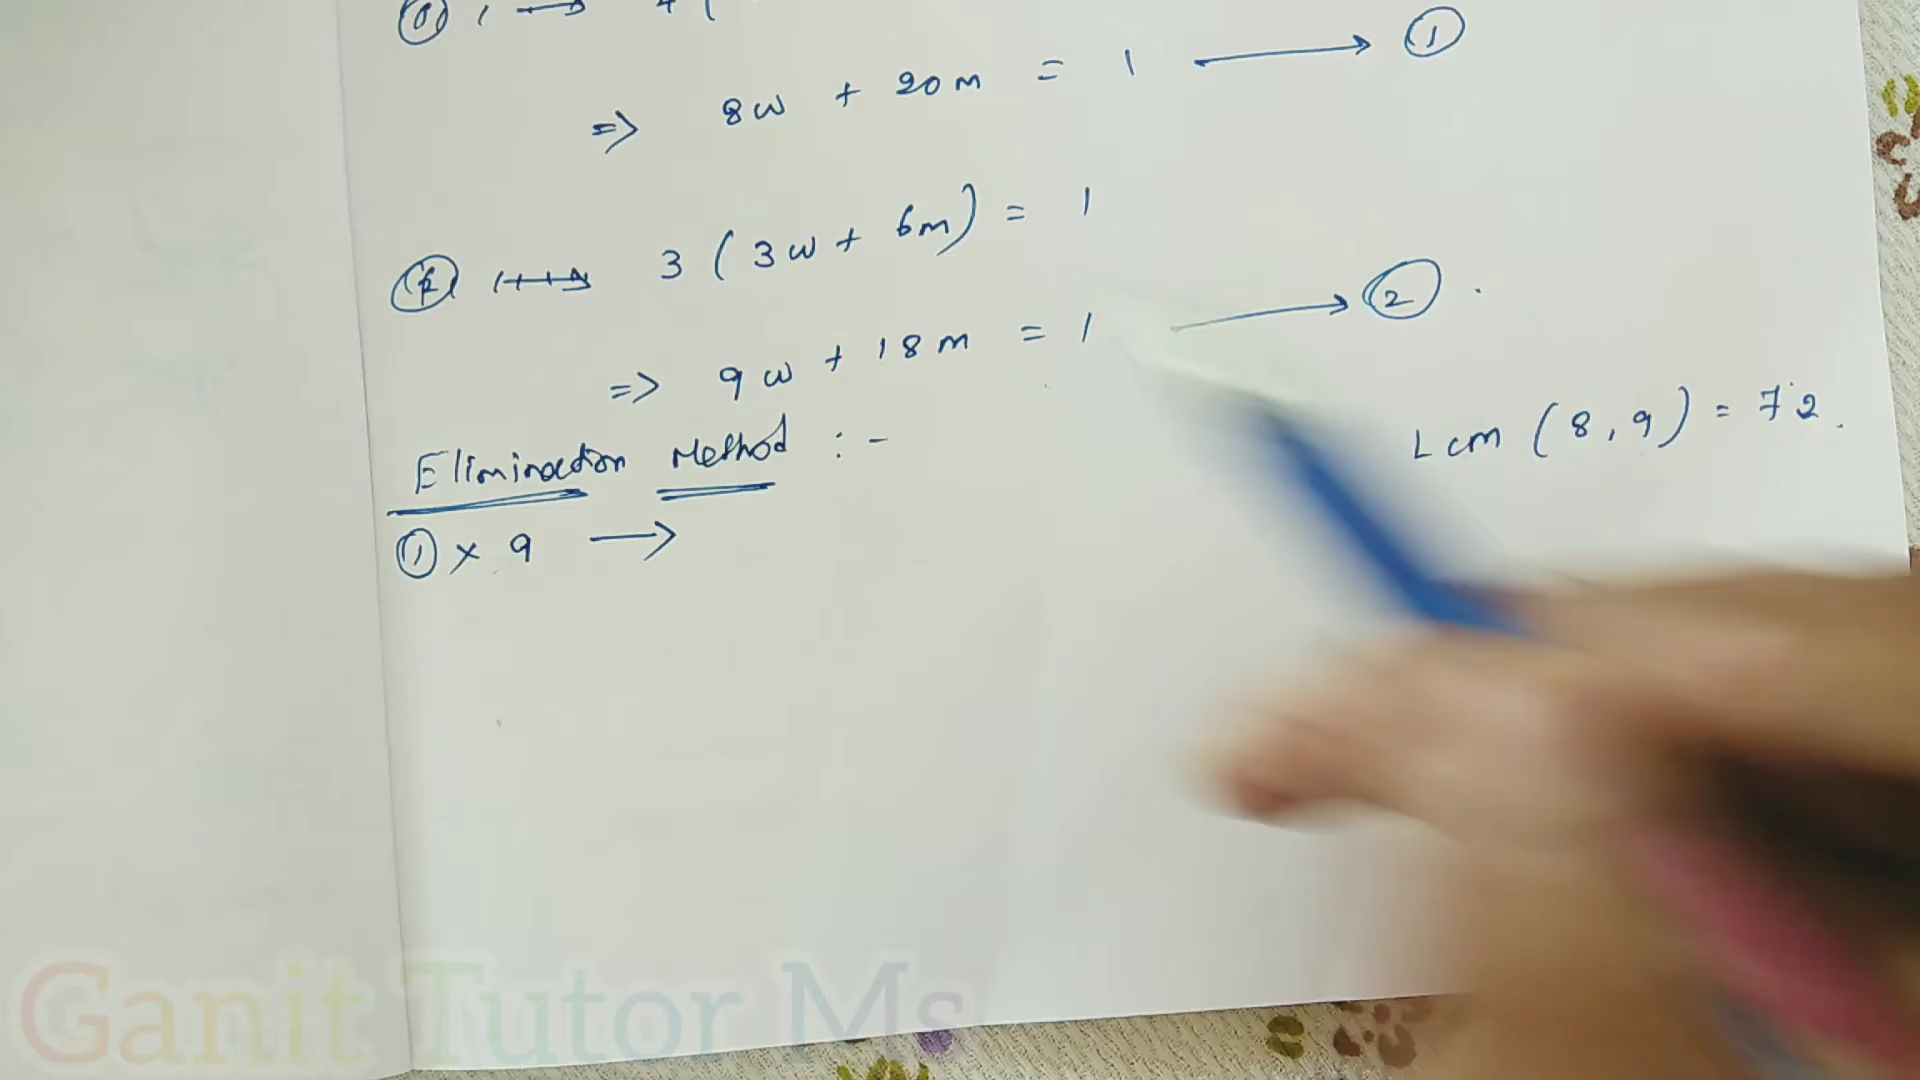 => 8w + 20m = 1 ⟶ ①
3 (3w + 6m) = 1
=> 9w + 18m = 1 ⟶ ②.
Lcm (8, 9) = 72.
Elimination Method :-
① × 9 ⟶
Ganit Tutor Ms